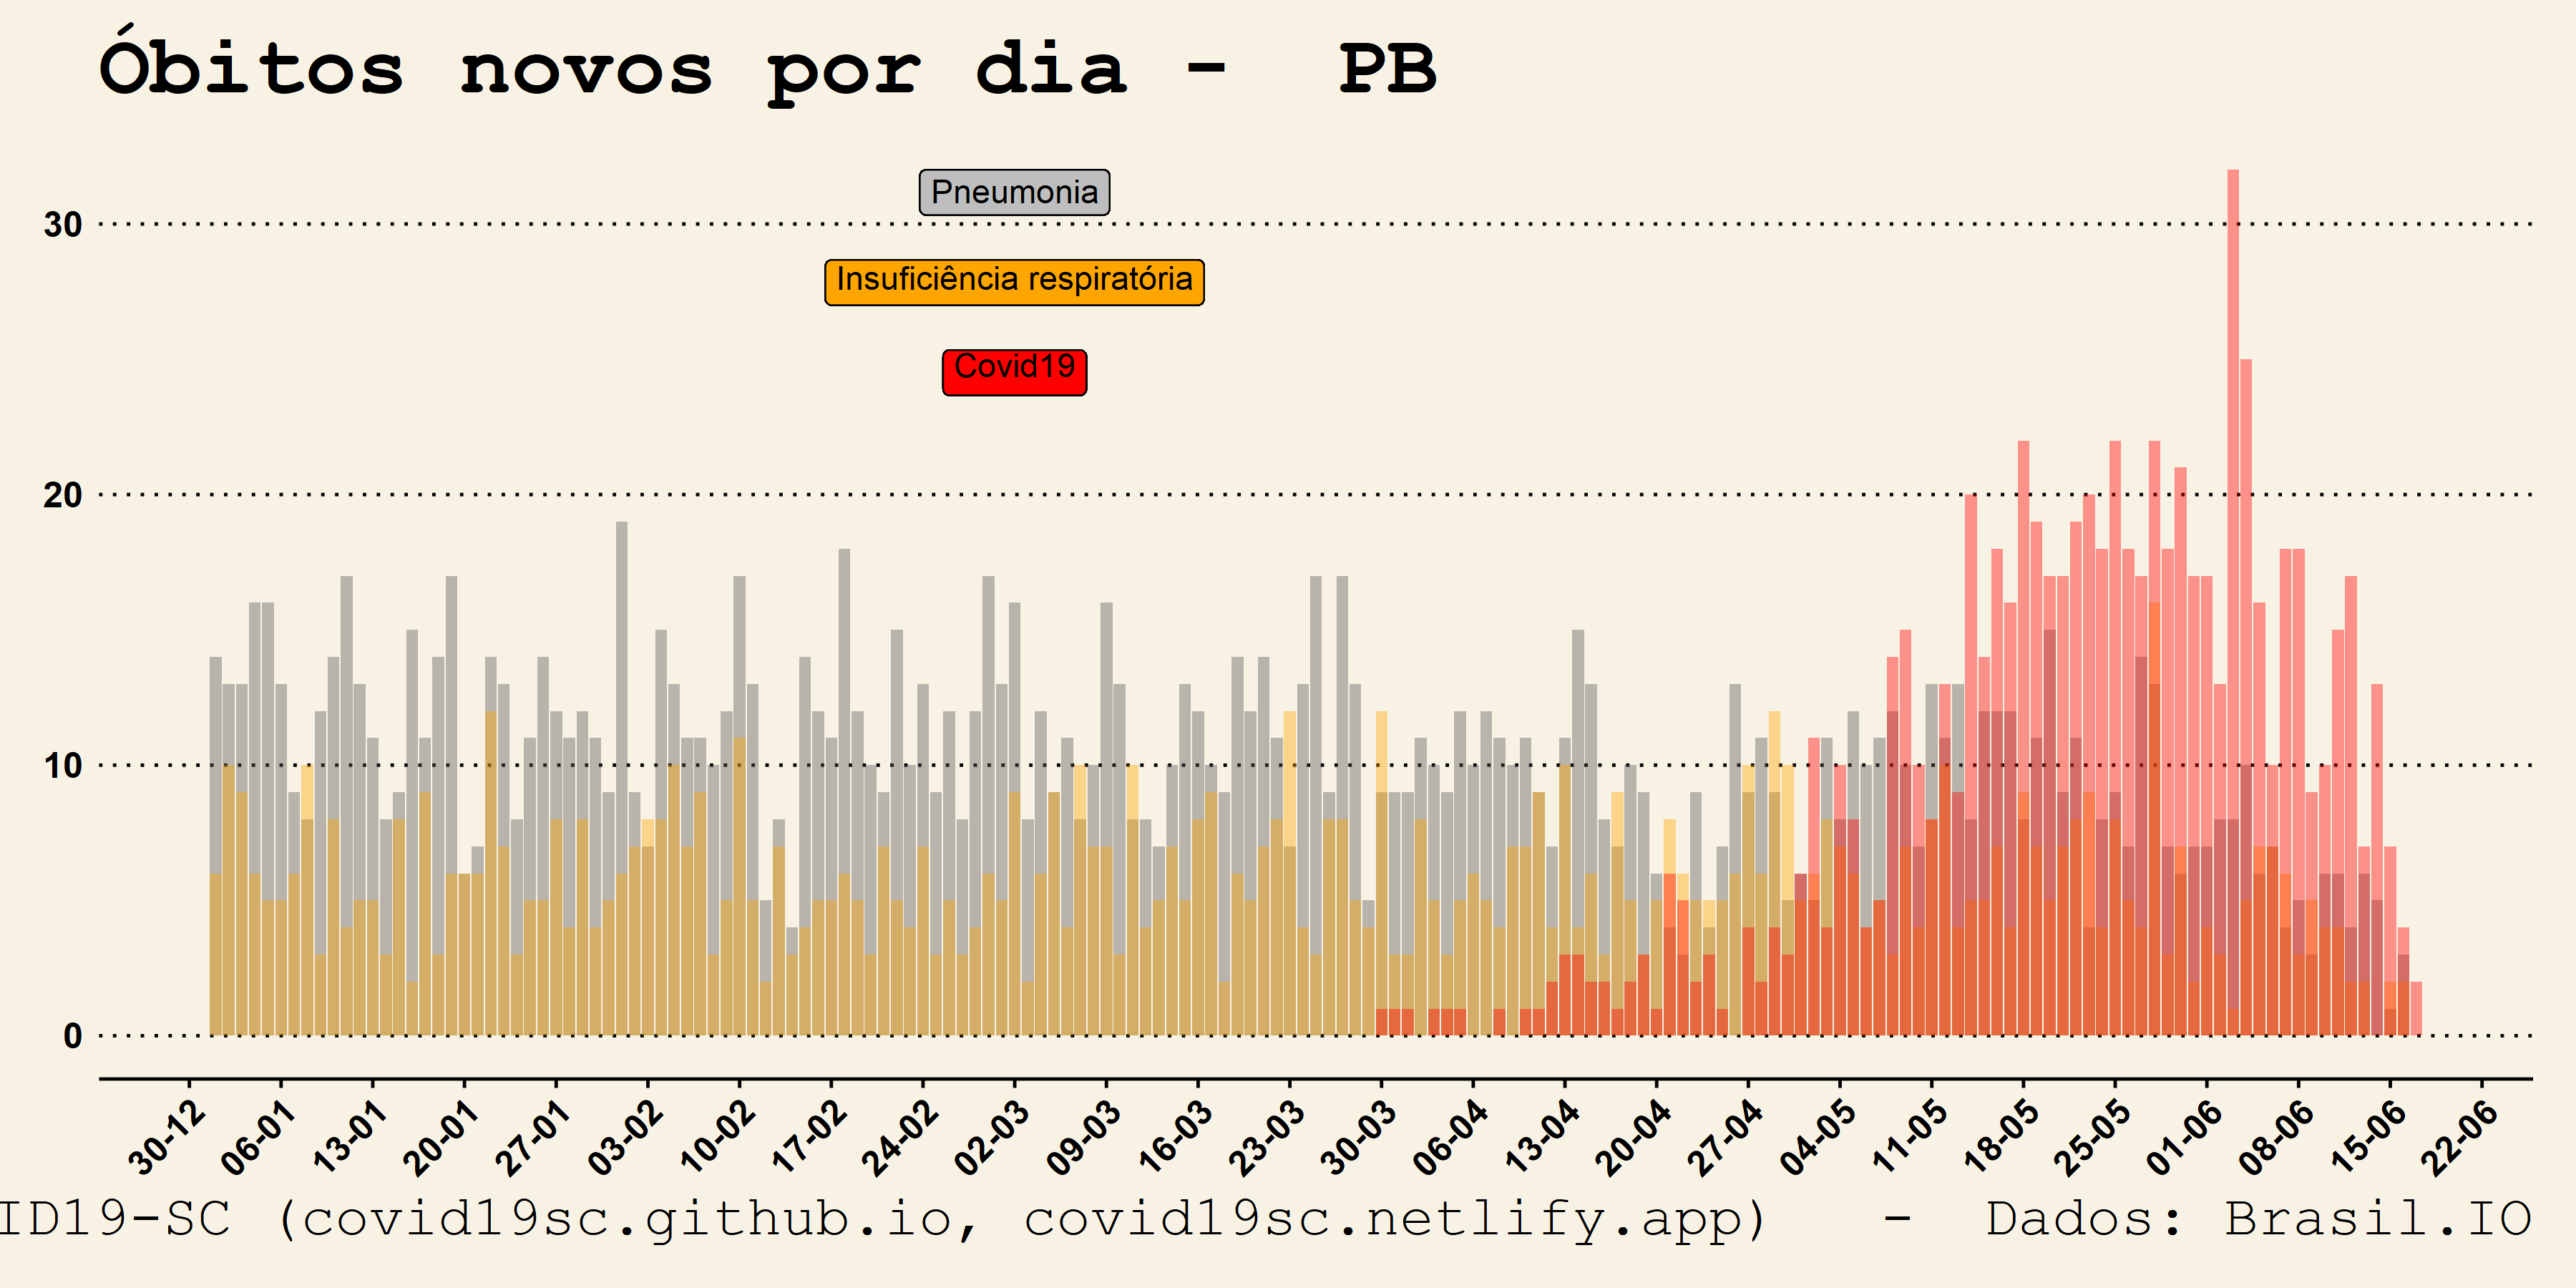 Óbitos novos por dia -  PB
Pneumonia
30
Insuficiência respiratória
Covid19
20
10
0
30-12 06-01 13-01 20-01 27-01 03-02 10-02 17-02 24-02 02-03 09-03 16-03 23-03 30-03 06-04 13-04 20-04 27-04 04-05 11-05 18-05 25-05 01-06 08-06 15-06 22-06
ID19-SC (covid19sc.github.io, covid19sc.netlify.app)  -  Dados: Brasil.IO